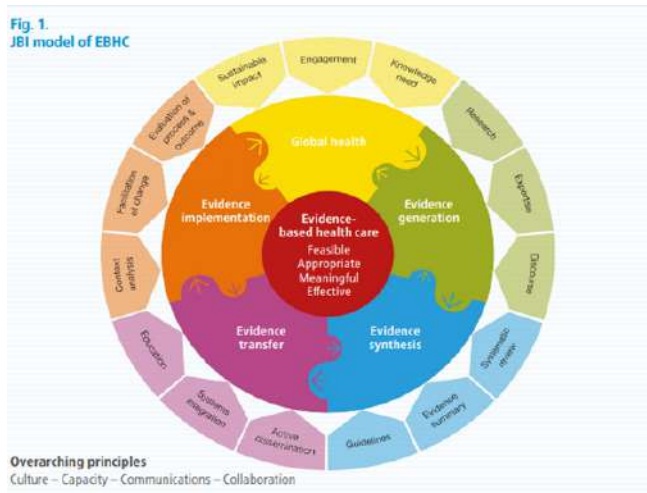 Fig. 1.
JBI model of EBHC
Sustainable
impact
Engagement
Knowledge
need
Evaluation of
process &
outcome
Research
Global health
Facilitation
of change
Expertise
Evidence
implementation
Evidence
generation
Evidence-
based health care
Feasible
Appropriate
Meaningful
Effective
Context
analysis
Discourse
Evidence
transfer
Evidence
synthesis
Education
Systematic
review
Systems
integration
Evidence
summary
Active
dissemination
Guidelines
Overarching principles
Culture – Capacity – Communications – Collaboration